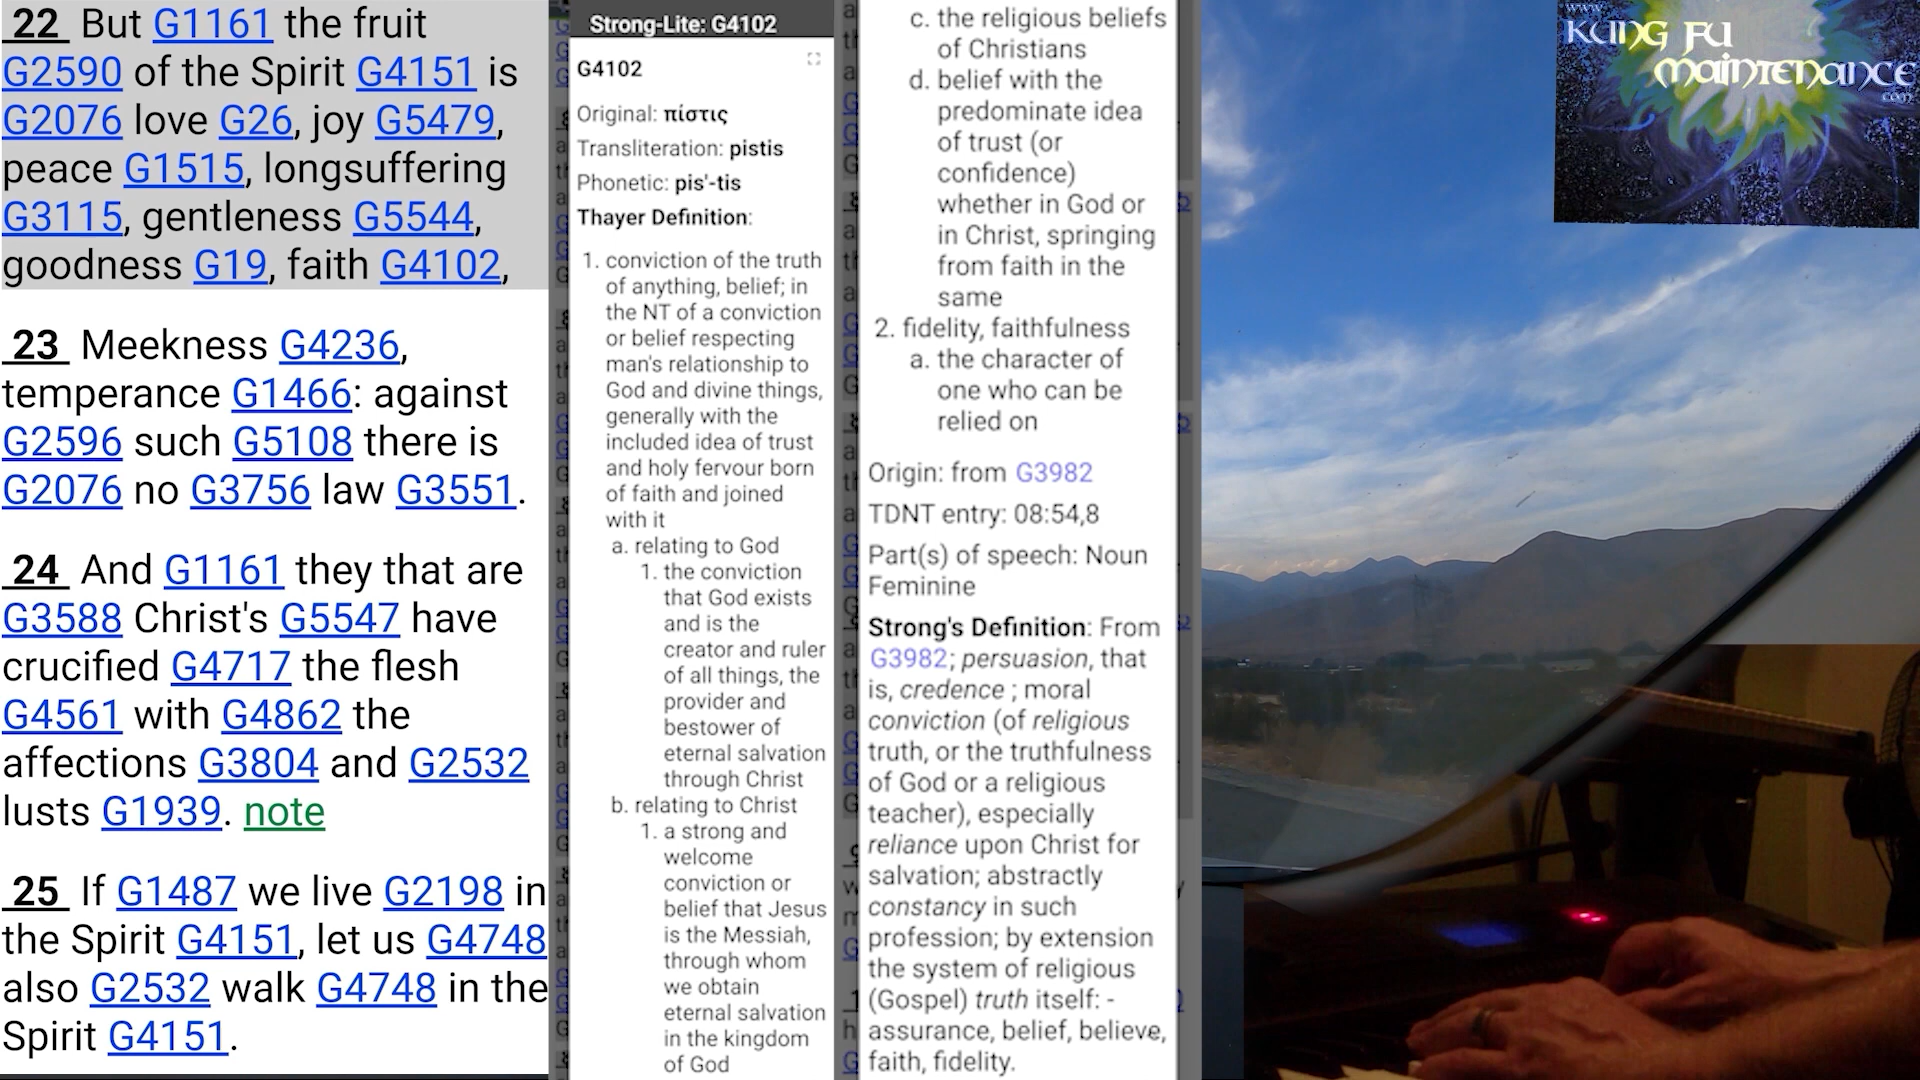 22 But G1161 the fruit
G2590 of the Spirit G4151 is
G2076 love G26, joy G5479,
peace G1515, longsuffering
G3115, gentleness G5544,
goodness G19, faith G4102,
23 Meekness G4236,
temperance G1466: against
G2596 such G5108 there is
G2076 no G3756 law G3551.
24 And G1161 they that are
G3588 Christ's G5547 have
crucified G4717 the flesh
G4561 with G4862 the
affections G3804 and G2532
lusts G1939. note
25 If G1487 we live G2198 in
the Spirit G4151, let us G4748
also G2532 walk G4748 in the
Spirit G4151.
Strong-Lite: G4102
G4102
Original: πίστις
Transliteration: pistis
Phonetic: pis'-tis
Thayer Definition:
1. conviction of the truth
of anything, belief; in
the NT of a conviction
or belief respecting
man's relationship to
God and divine things,
generally with the
included idea of trust
and holy fervour born
of faith and joined
with it
a. relating to God
1. the conviction
that God exists
and is the
creator and ruler
of all things, the
provider and
bestower of
eternal salvation
through Christ
b. relating to Christ
1. a strong and
welcome
conviction or
belief that Jesus
is the Messiah,
through whom
we obtain
eternal salvation
in the kingdom
of God
c. the religious beliefs
of Christians
d. belief with the
predominate idea
of trust (or
confidence)
whether in God or
in Christ, springing
from faith in the
same
2. fidelity, faithfulness
a. the character of
one who can be
relied on
Origin: from G3982
TDNT entry: 08:54,8
Part(s) of speech: Noun
Feminine
Strong's Definition: From
G3982; persuasion, that
is, credence ; moral
conviction (of religious
truth, or the truthfulness
of God or a religious
teacher), especially
reliance upon Christ for
salvation; abstractly
constancy in such
profession; by extension
the system of religious
(Gospel) truth itself: -
assurance, belief, believe,
faith, fidelity.
www.
KUNG FU
MAINTENANCE
.com